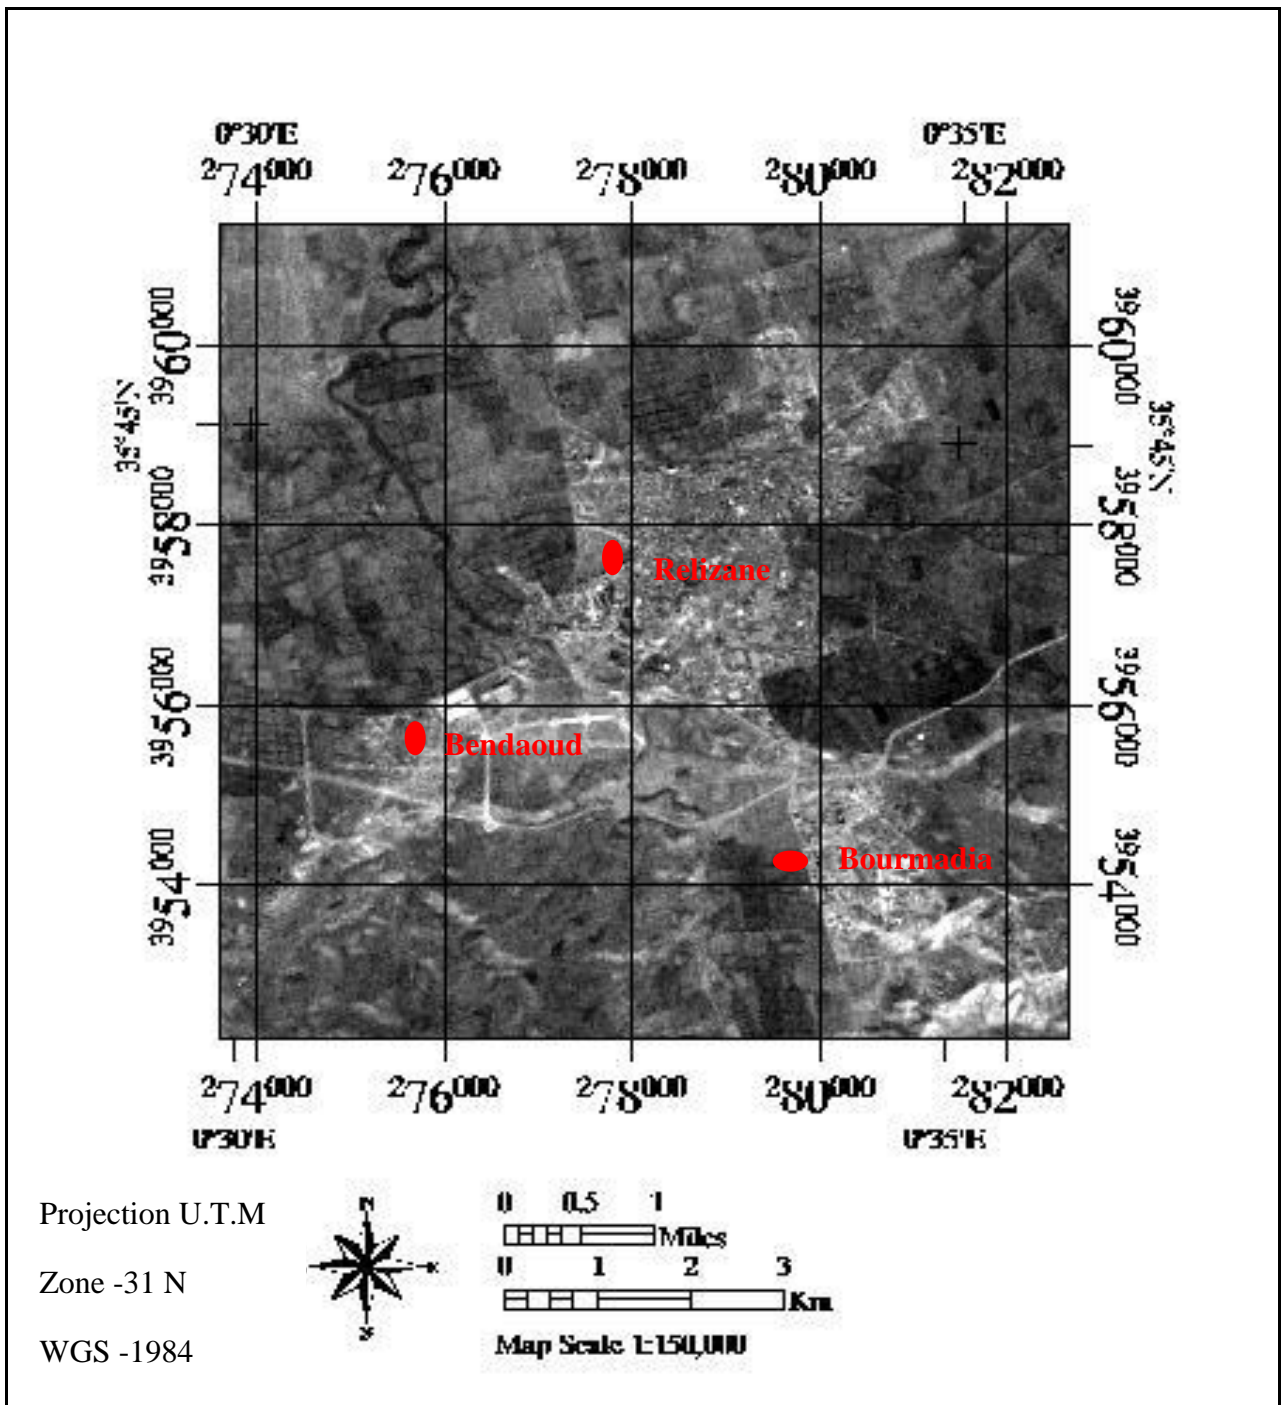 0°30'E 0°35'E
274000 276000 278000 280000 282000
3960000 3960000
35°45'N 35°45'N
3958000 3958000
Relizane
3956000 3956000
Bendaoud
Bourmadia
3954000 3954000
274000 276000 278000 280000 282000
0°30'E 0°35'E
Projection U.T.M
Zone -31 N
WGS -1984
N
E
S
0 0.5 1
Miles
0 1 2 3
Km
Map Scale 1:150,000